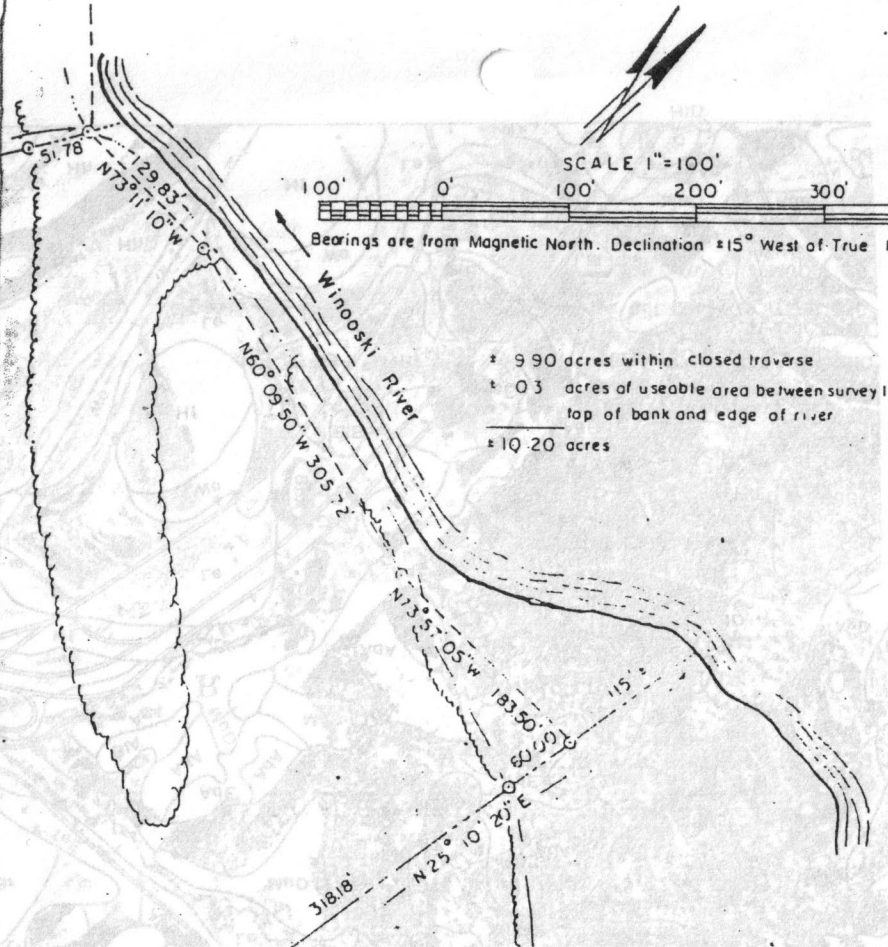 SCALE 1"=100'
100' 0' 100' 200' 300'
Bearings are from Magnetic North. Declination ±15° West of True
51.78'
129.83'
N73°11'10"W
Winooski River
± 9.90 acres within closed traverse
± 0.3 acres of useable area between survey
top of bank and edge of river
± 10.20 acres
N60°09'50"W 305.72'
N73°57'05"W 183.50'
115' ±
60.00'
N25° 10' 20" E
318.18'